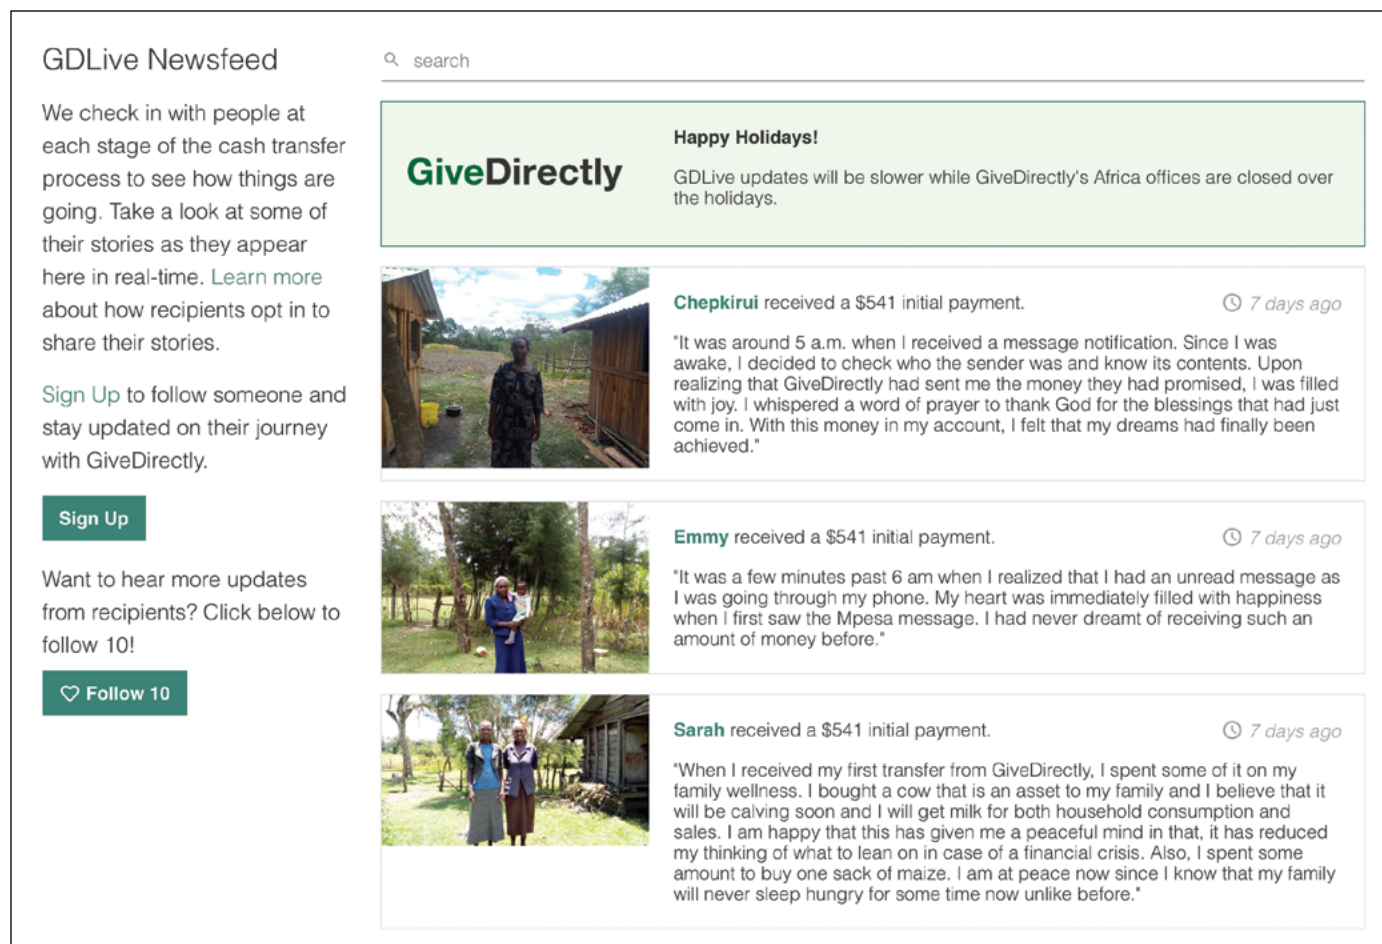 GDLive Newsfeed
We check in with people at
each stage of the cash transfer
process to see how things are
going. Take a look at some of
their stories as they appear
here in real-time. Learn more
about how recipients opt in to
share their stories.
Sign Up to follow someone and
stay updated on their journey
with GiveDirectly.
Sign Up
Want to hear more updates
from recipients? Click below to
follow 10!
Follow 10
search
GiveDirectly
Happy Holidays!
GDLive updates will be slower while GiveDirectly's Africa offices are closed over
the holidays.
Chepkirui received a $541 initial payment.
7 days ago
"It was around 5 a.m. when I received a message notification. Since I was
awake, I decided to check who the sender was and know its contents. Upon
realizing that GiveDirectly had sent me the money they had promised, I was filled
with joy. I whispered a word of prayer to thank God for the blessings that had just
come in. With this money in my account, I felt that my dreams had finally been
achieved."
Emmy received a $541 initial payment.
7 days ago
"It was a few minutes past 6 am when I realized that I had an unread message as
I was going through my phone. My heart was immediately filled with happiness
when I first saw the Mpesa message. I had never dreamt of receiving such an
amount of money before."
Sarah received a $541 initial payment.
7 days ago
"When I received my first transfer from GiveDirectly, I spent some of it on my
family wellness. I bought a cow that is an asset to my family and I believe that it
will be calving soon and I will get milk for both household consumption and
sales. I am happy that this has given me a peaceful mind in that, it has reduced
my thinking of what to lean on in case of a financial crisis. Also, I spent some
amount to buy one sack of maize. I am at peace now since I know that my family
will never sleep hungry for some time now unlike before."